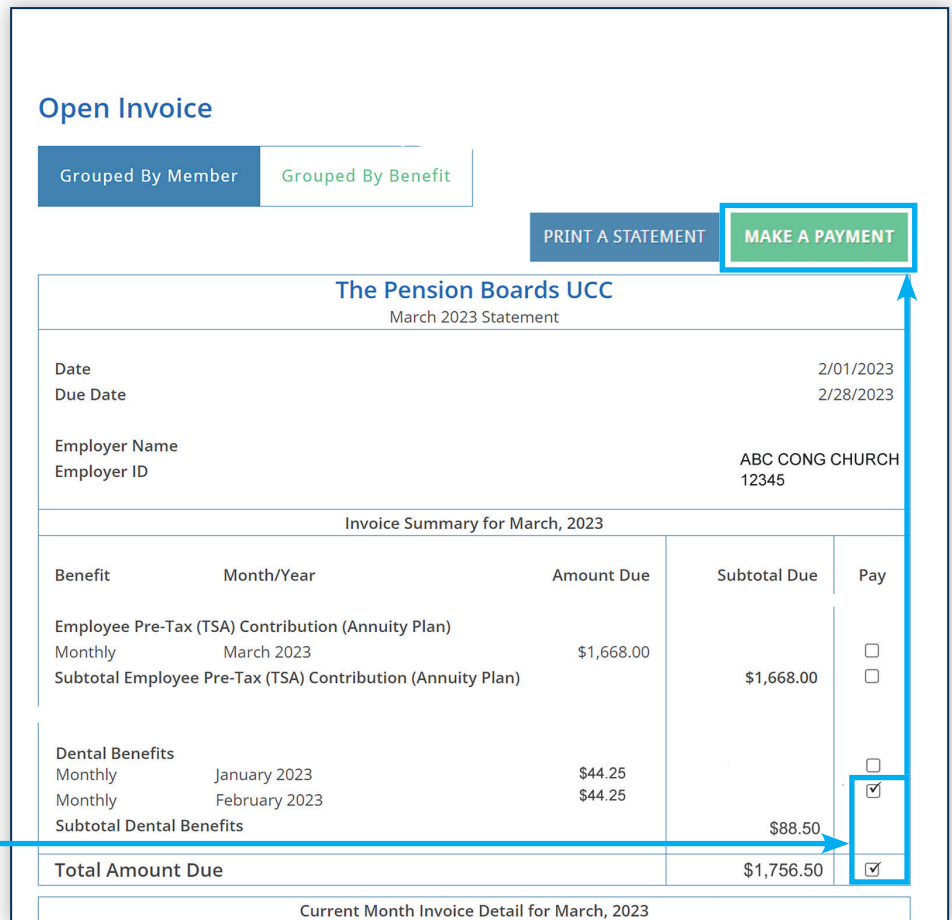 Open Invoice
Grouped By Member Grouped By Benefit
PRINT A STATEMENT MAKE A PAYMENT
The Pension Boards UCC
March 2023 Statement
Date 2/01/2023
Due Date 2/28/2023
Employer Name ABC CONG CHURCH
Employer ID 12345
Invoice Summary for March, 2023
Benefit Month/Year Amount Due Subtotal Due Pay
Employee Pre-Tax (TSA) Contribution (Annuity Plan)
Monthly March 2023 $1,668.00
Subtotal Employee Pre-Tax (TSA) Contribution (Annuity Plan) $1,668.00
Dental Benefits
Monthly January 2023 $44.25
Monthly February 2023 $44.25
Subtotal Dental Benefits $88.50
Total Amount Due $1,756.50
Current Month Invoice Detail for March, 2023